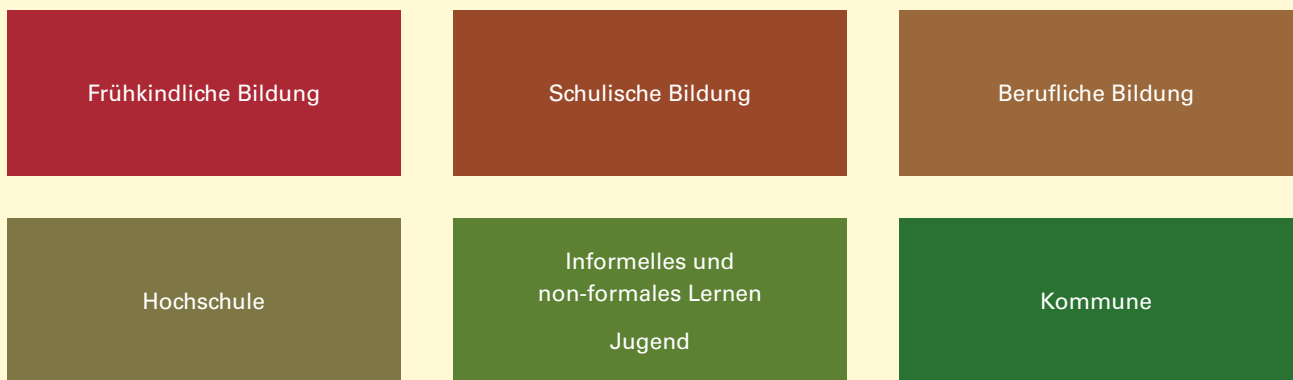 Frühkindliche Bildung
Schulische Bildung
Berufliche Bildung
Hochschule
Informelles und
non-formales Lernen
Jugend
Kommune